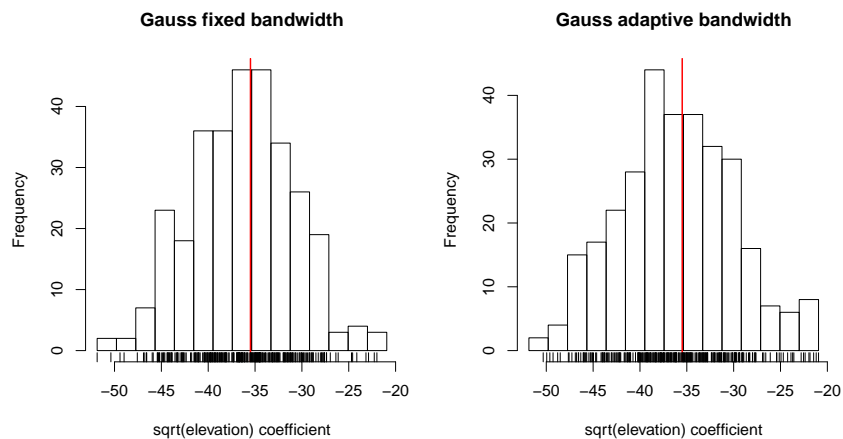 Gauss fixed bandwidth
Frequency
0 10 20 30 40
−50 −45 −40 −35 −30 −25 −20
sqrt(elevation) coefficient
Gauss adaptive bandwidth
Frequency
0 10 20 30 40
−50 −45 −40 −35 −30 −25 −20
sqrt(elevation) coefficient